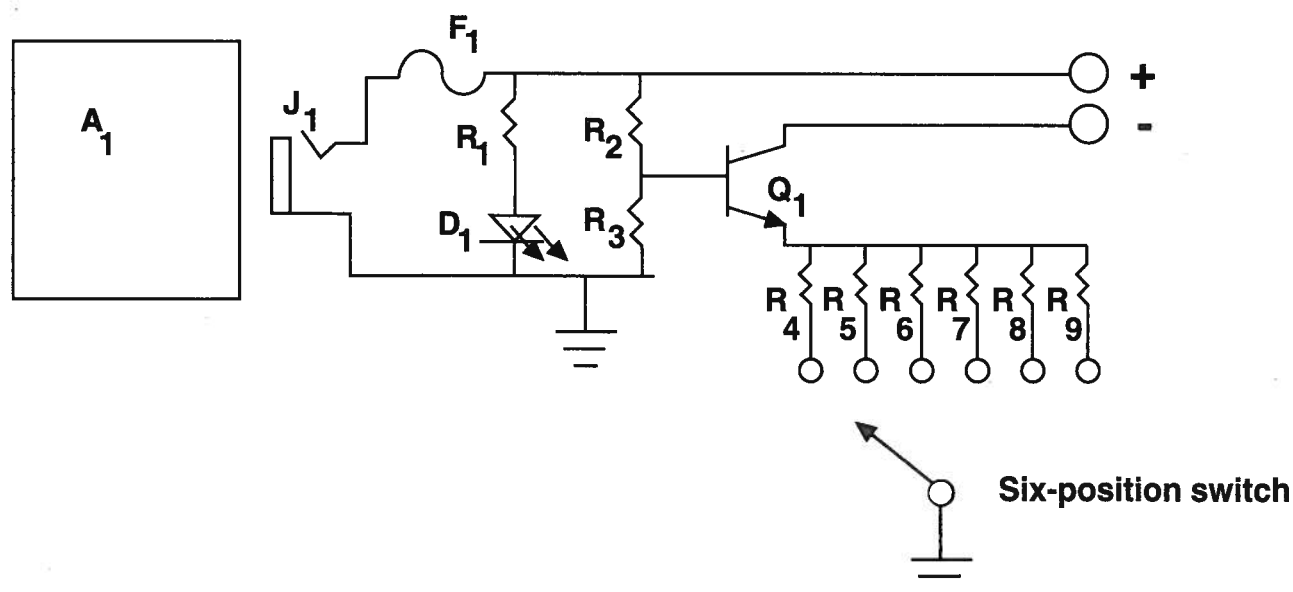 F1
A1
J1
R1
R2
+
-
Q1
D1
R3
R4 R5 R6 R7 R8 R9
Six-position switch